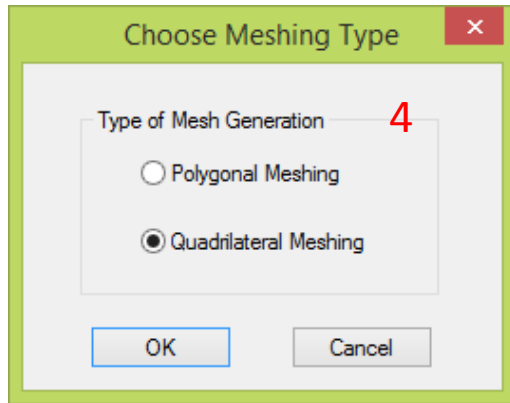 Choose Meshing Type
Type of Mesh Generation 4
Polygonal Meshing
Quadrilateral Meshing
OK Cancel